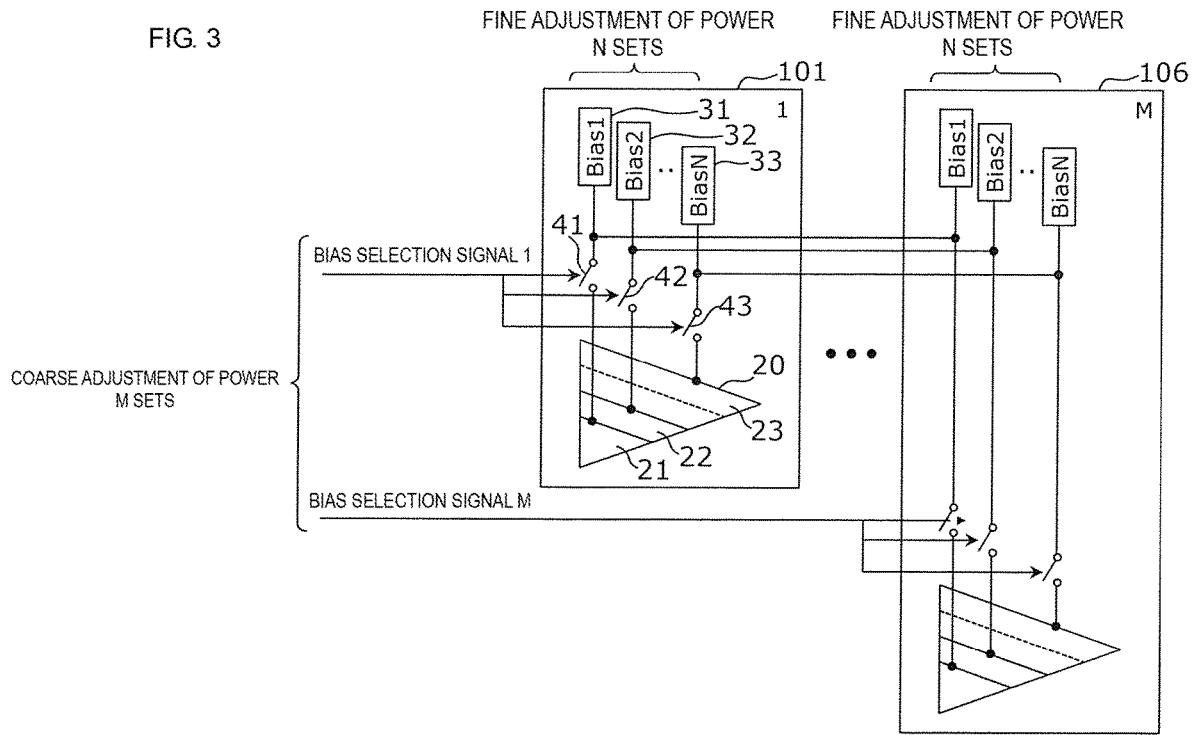 FIG. 3
FINE ADJUSTMENT OF POWER
N SETS
FINE ADJUSTMENT OF POWER
N SETS
101
106
1
M
Bias1
31
Bias2
32
..
BiasN
33
Bias1
Bias2
..
BiasN
41
BIAS SELECTION SIGNAL 1
42
43
COARSE ADJUSTMENT OF POWER
M SETS
20
23
22
21
BIAS SELECTION SIGNAL M